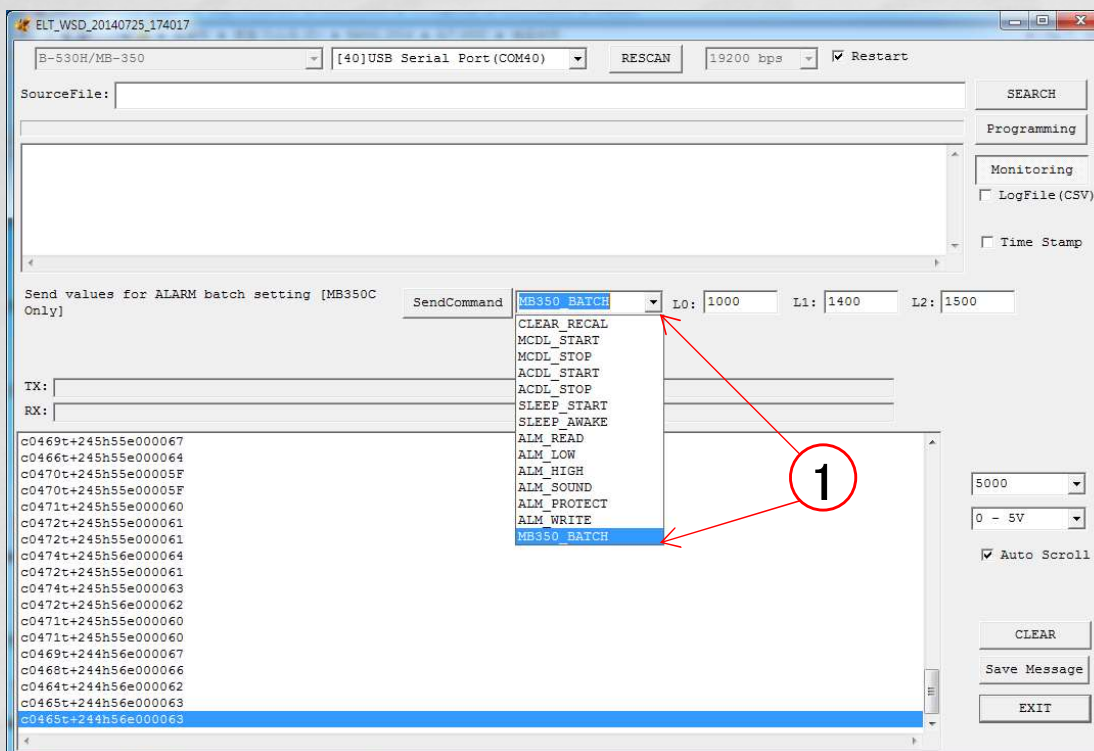 ELT_WSD_20140725_174017
B-530H/MB-350 [40]USB Serial Port(COM40) RESCAN 19200 bps Restart
SourceFile: SEARCH
Programming
Monitoring
LogFile(CSV)
Time Stamp
Send values for ALARM batch setting [MB350C
Only]
SendCommand MB350_BATCH L0: 1000 L1: 1400 L2: 1500
CLEAR_RECAL
MCDL_START
MCDL_STOP
ACDL_START
ACDL_STOP
SLEEP_START
SLEEP_AWAKE
ALM_READ
ALM_LOW
ALM_HIGH
ALM_SOUND
ALM_PROTECT
ALM_WRITE
MB350_BATCH
1
TX:
RX:
c0469t+245h55e000067
c0466t+245h55e000064
c0470t+245h55e00005F
c0470t+245h55e00005F
c0471t+245h55e000060
c0472t+245h55e000061
c0472t+245h55e000061
c0474t+245h56e000064
c0472t+245h55e000061
c0474t+245h55e000063
c0472t+245h56e000062
c0471t+245h55e000060
c0471t+245h55e000060
c0469t+244h56e000067
c0468t+244h56e000066
c0464t+244h56e000062
c0465t+244h56e000063
c0465t+244h56e000063
5000
0 - 5V
Auto Scroll
CLEAR
Save Message
EXIT